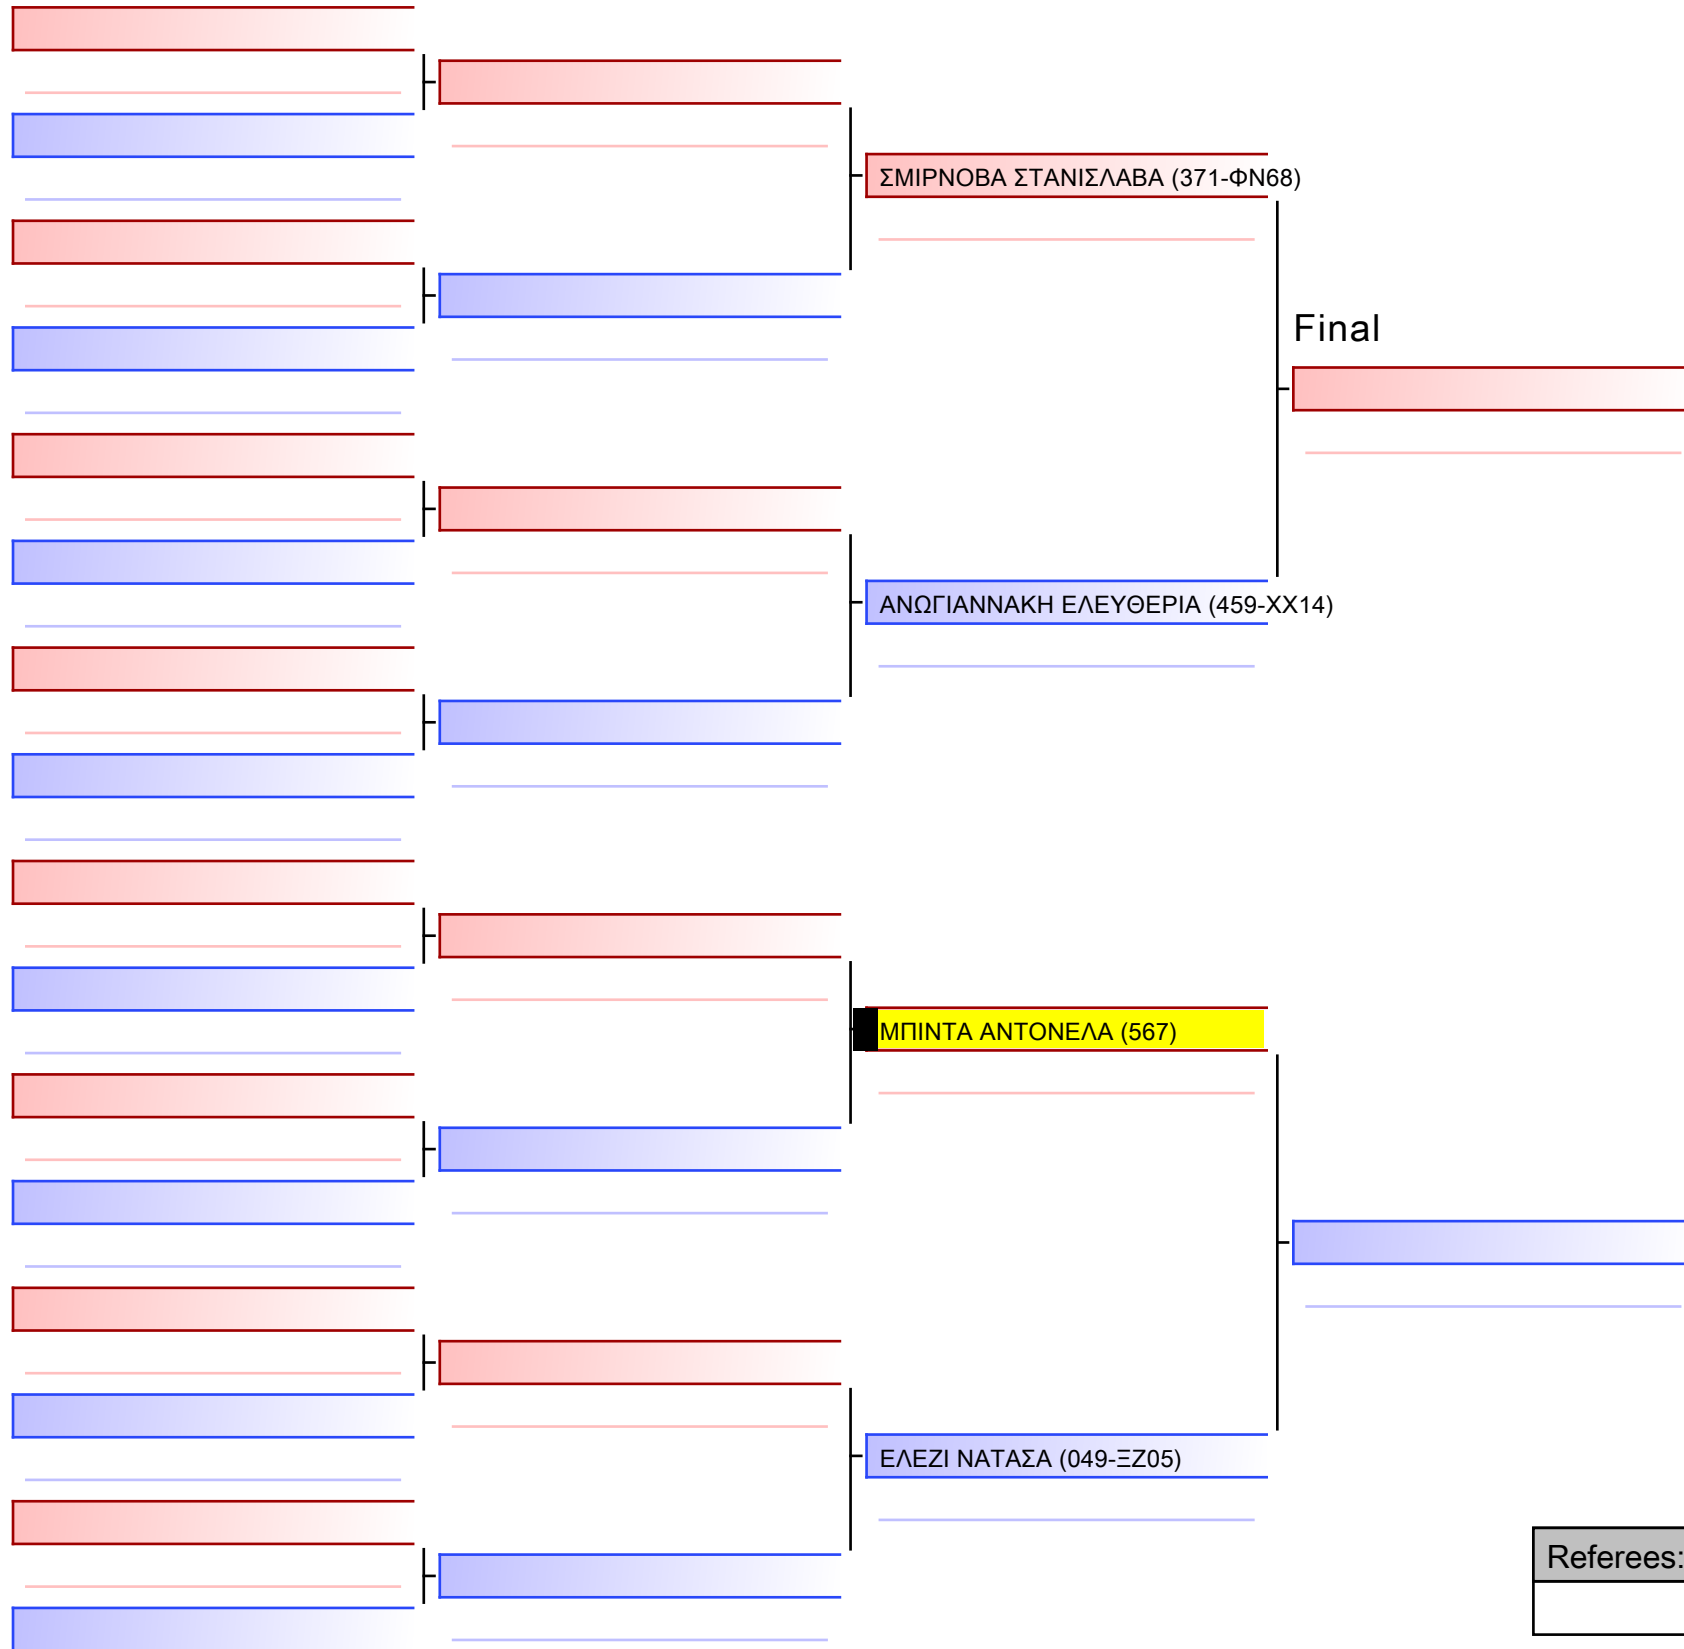 ΣΜΙΡΝΟΒΑ ΣΤΑΝΙΣΛΑΒΑ (371-ΦΝ68)
Final
ΑΝΩΓΙΑΝΝΑΚΗ ΕΛΕΥΘΕΡΙΑ (459-ΧΧ14)
ΜΠΙΝΤΑ ΑΝΤΟΝΕΛΑ (567)
ΕΛΕΖΙ ΝΑΤΑΣΑ (049-ΞΖ05)
Referees: